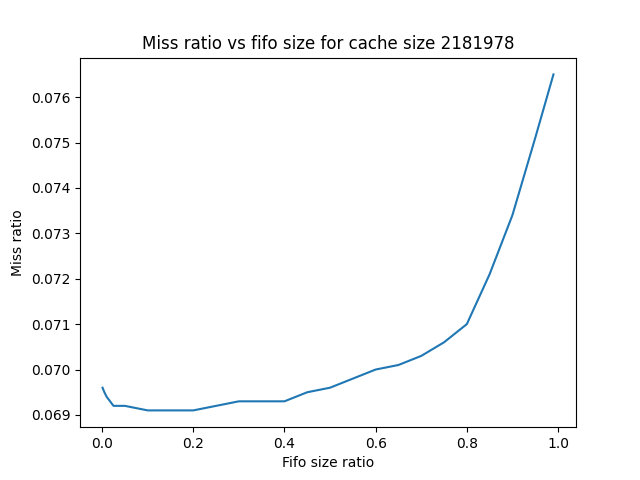 Miss ratio vs fifo size for cache size 2181978
0.076
0.075
0.074
0.073
0.072
0.071
0.070
0.069
Miss ratio
0.0 0.2 0.4 0.6 0.8 1.0
Fifo size ratio